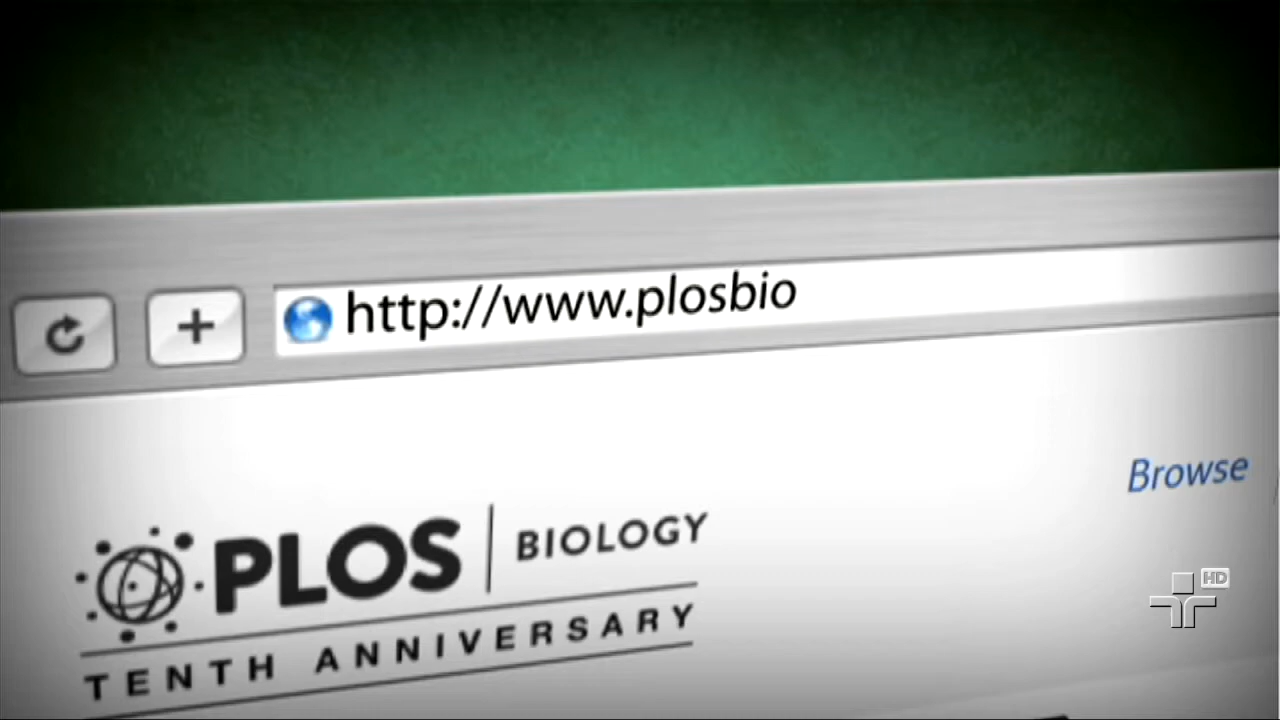 http://www.plosbio
Browse
PLOS | BIOLOGY
TENTH ANNIVERSARY
HD